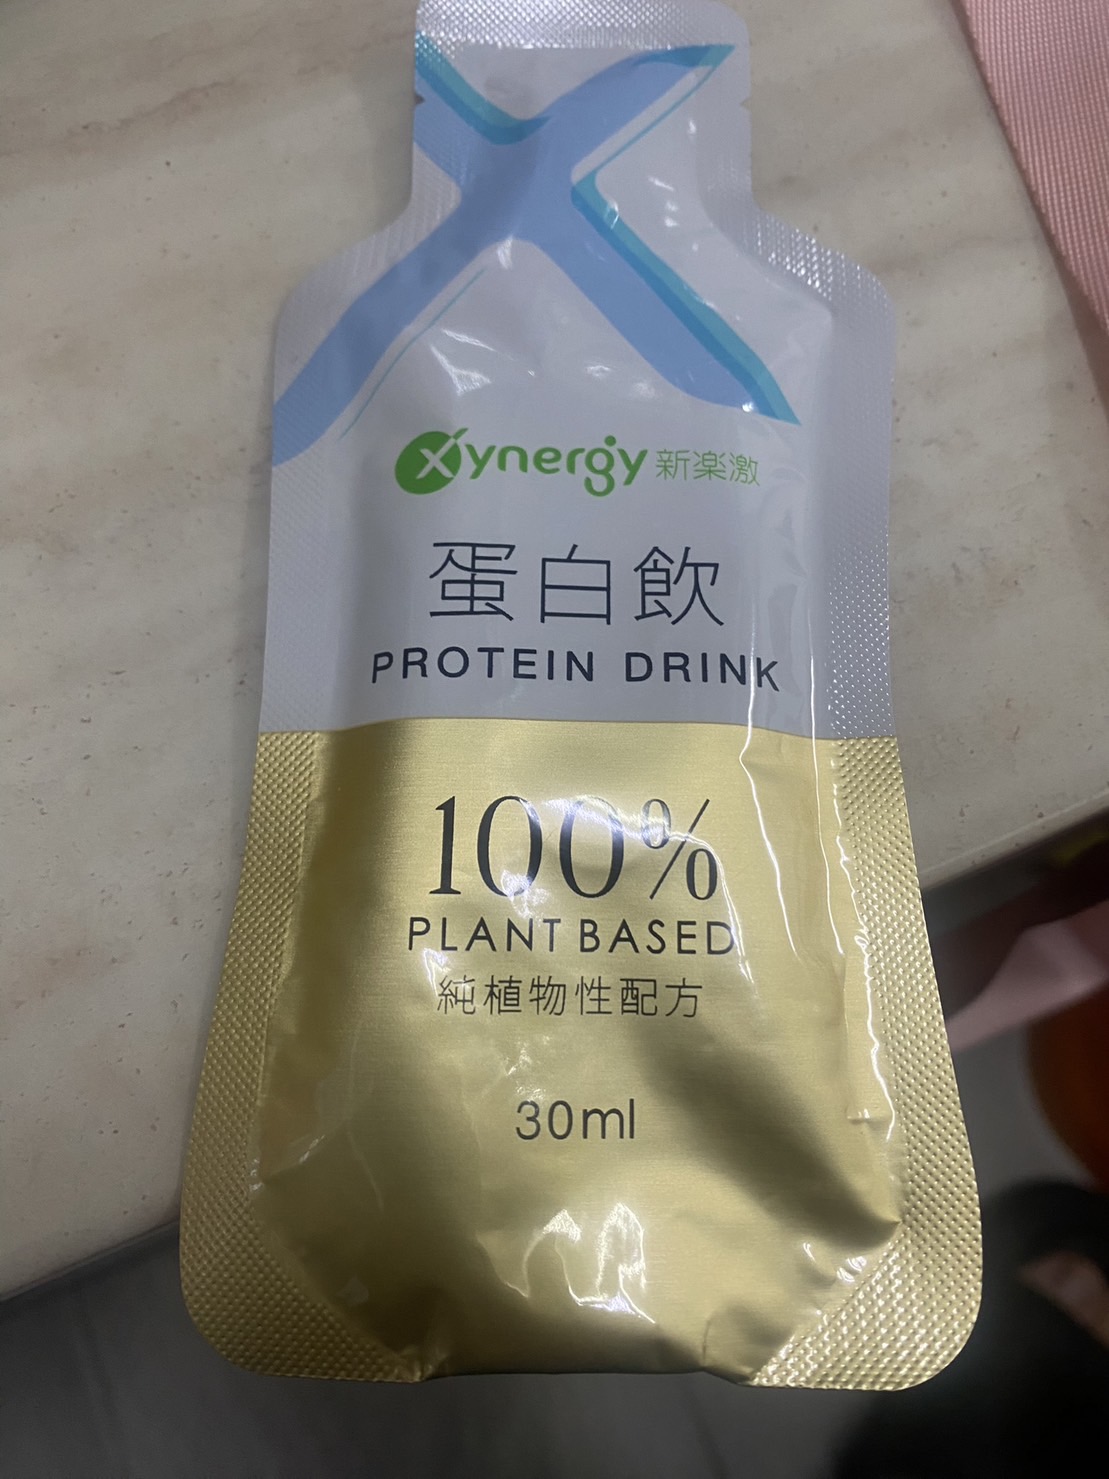 Xynergy 新楽激
蛋白飲
PROTEIN DRINK
100%
PLANT BASED
純植物性配方
30ml